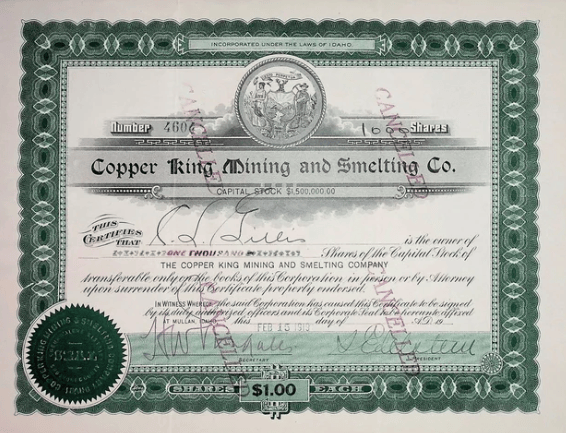 INCORPORATED UNDER THE LAWS OF IDAHO.
Number 4606 Shares
Copper King Mining and Smelting Co.
CAPITAL STOCK $1,500,000.00
THIS CERTIFIES THAT is the owner of
ONE THOUSAND Shares of the Capital Stock of
THE COPPER KING MINING AND SMELTING COMPANY
transferable only on the books of this Corporation in person or by Attorney
upon surrender of this Certificate properly endorsed.
IN WITNESS WHEREOF the said Corporation has caused this Certificate to be signed
by its duly authorized officers and its Corporate Seal to be hereunto affixed
AT MULLAN, this FEB 15 1913 day of A.D. 19
SECRETARY PRESIDENT
SHARES $1.00 EACH
CANCELLED
CANCELLED
CANCELLED
CANCELLED